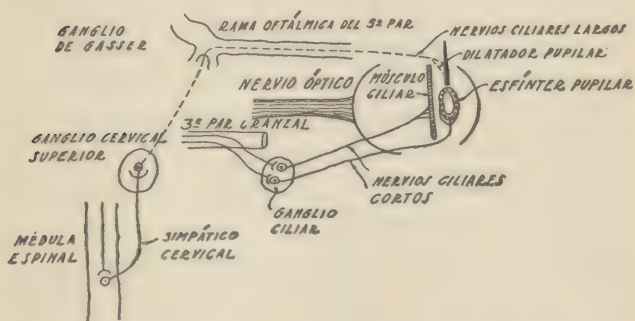 GANGLIO
DE GASSER
RAMA OFTÁLMICA DEL 5º PAR
NERVIOS CILIARES LARGOS
DILATADOR PUPILAR
ESFÍNTER PUPILAR
NERVIO ÓPTICO
MÚSCULO
CILIAR
3º PAR CRANEAL
GANGLIO CERVICAL
SUPERIOR
NERVIOS CILIARES
CORTOS
GANGLIO
CILIAR
MÉDULA
ESPINAL
SIMPÁTICO
CERVICAL